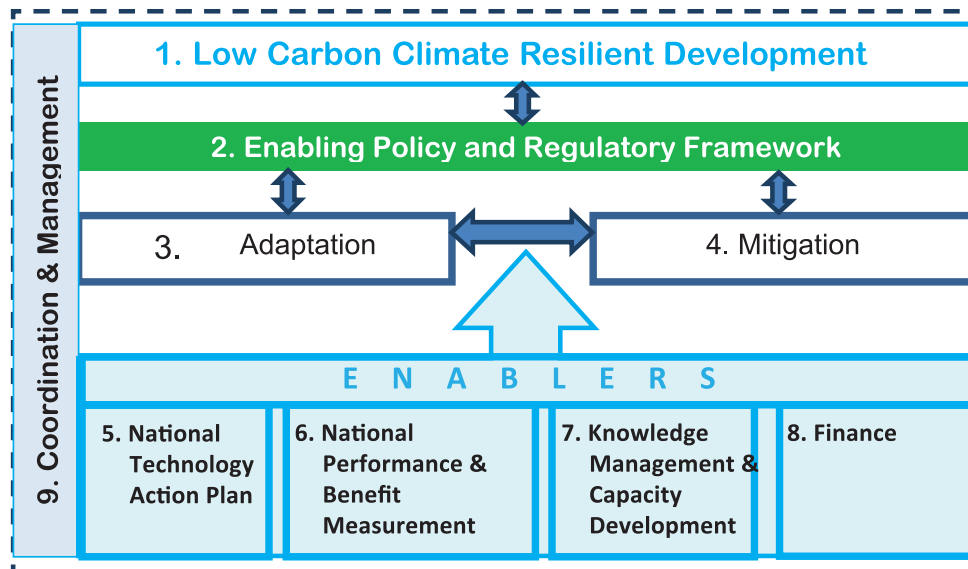 9. Coordination & Management
1. Low Carbon Climate Resilient Development
2. Enabling Policy and Regulatory Framework
3. Adaptation
4. Mitigation
E N A B L E R S
5. National
Technology
Action Plan
6. National
Performance &
Benefit
Measurement
7. Knowledge
Management &
Capacity
Development
8. Finance